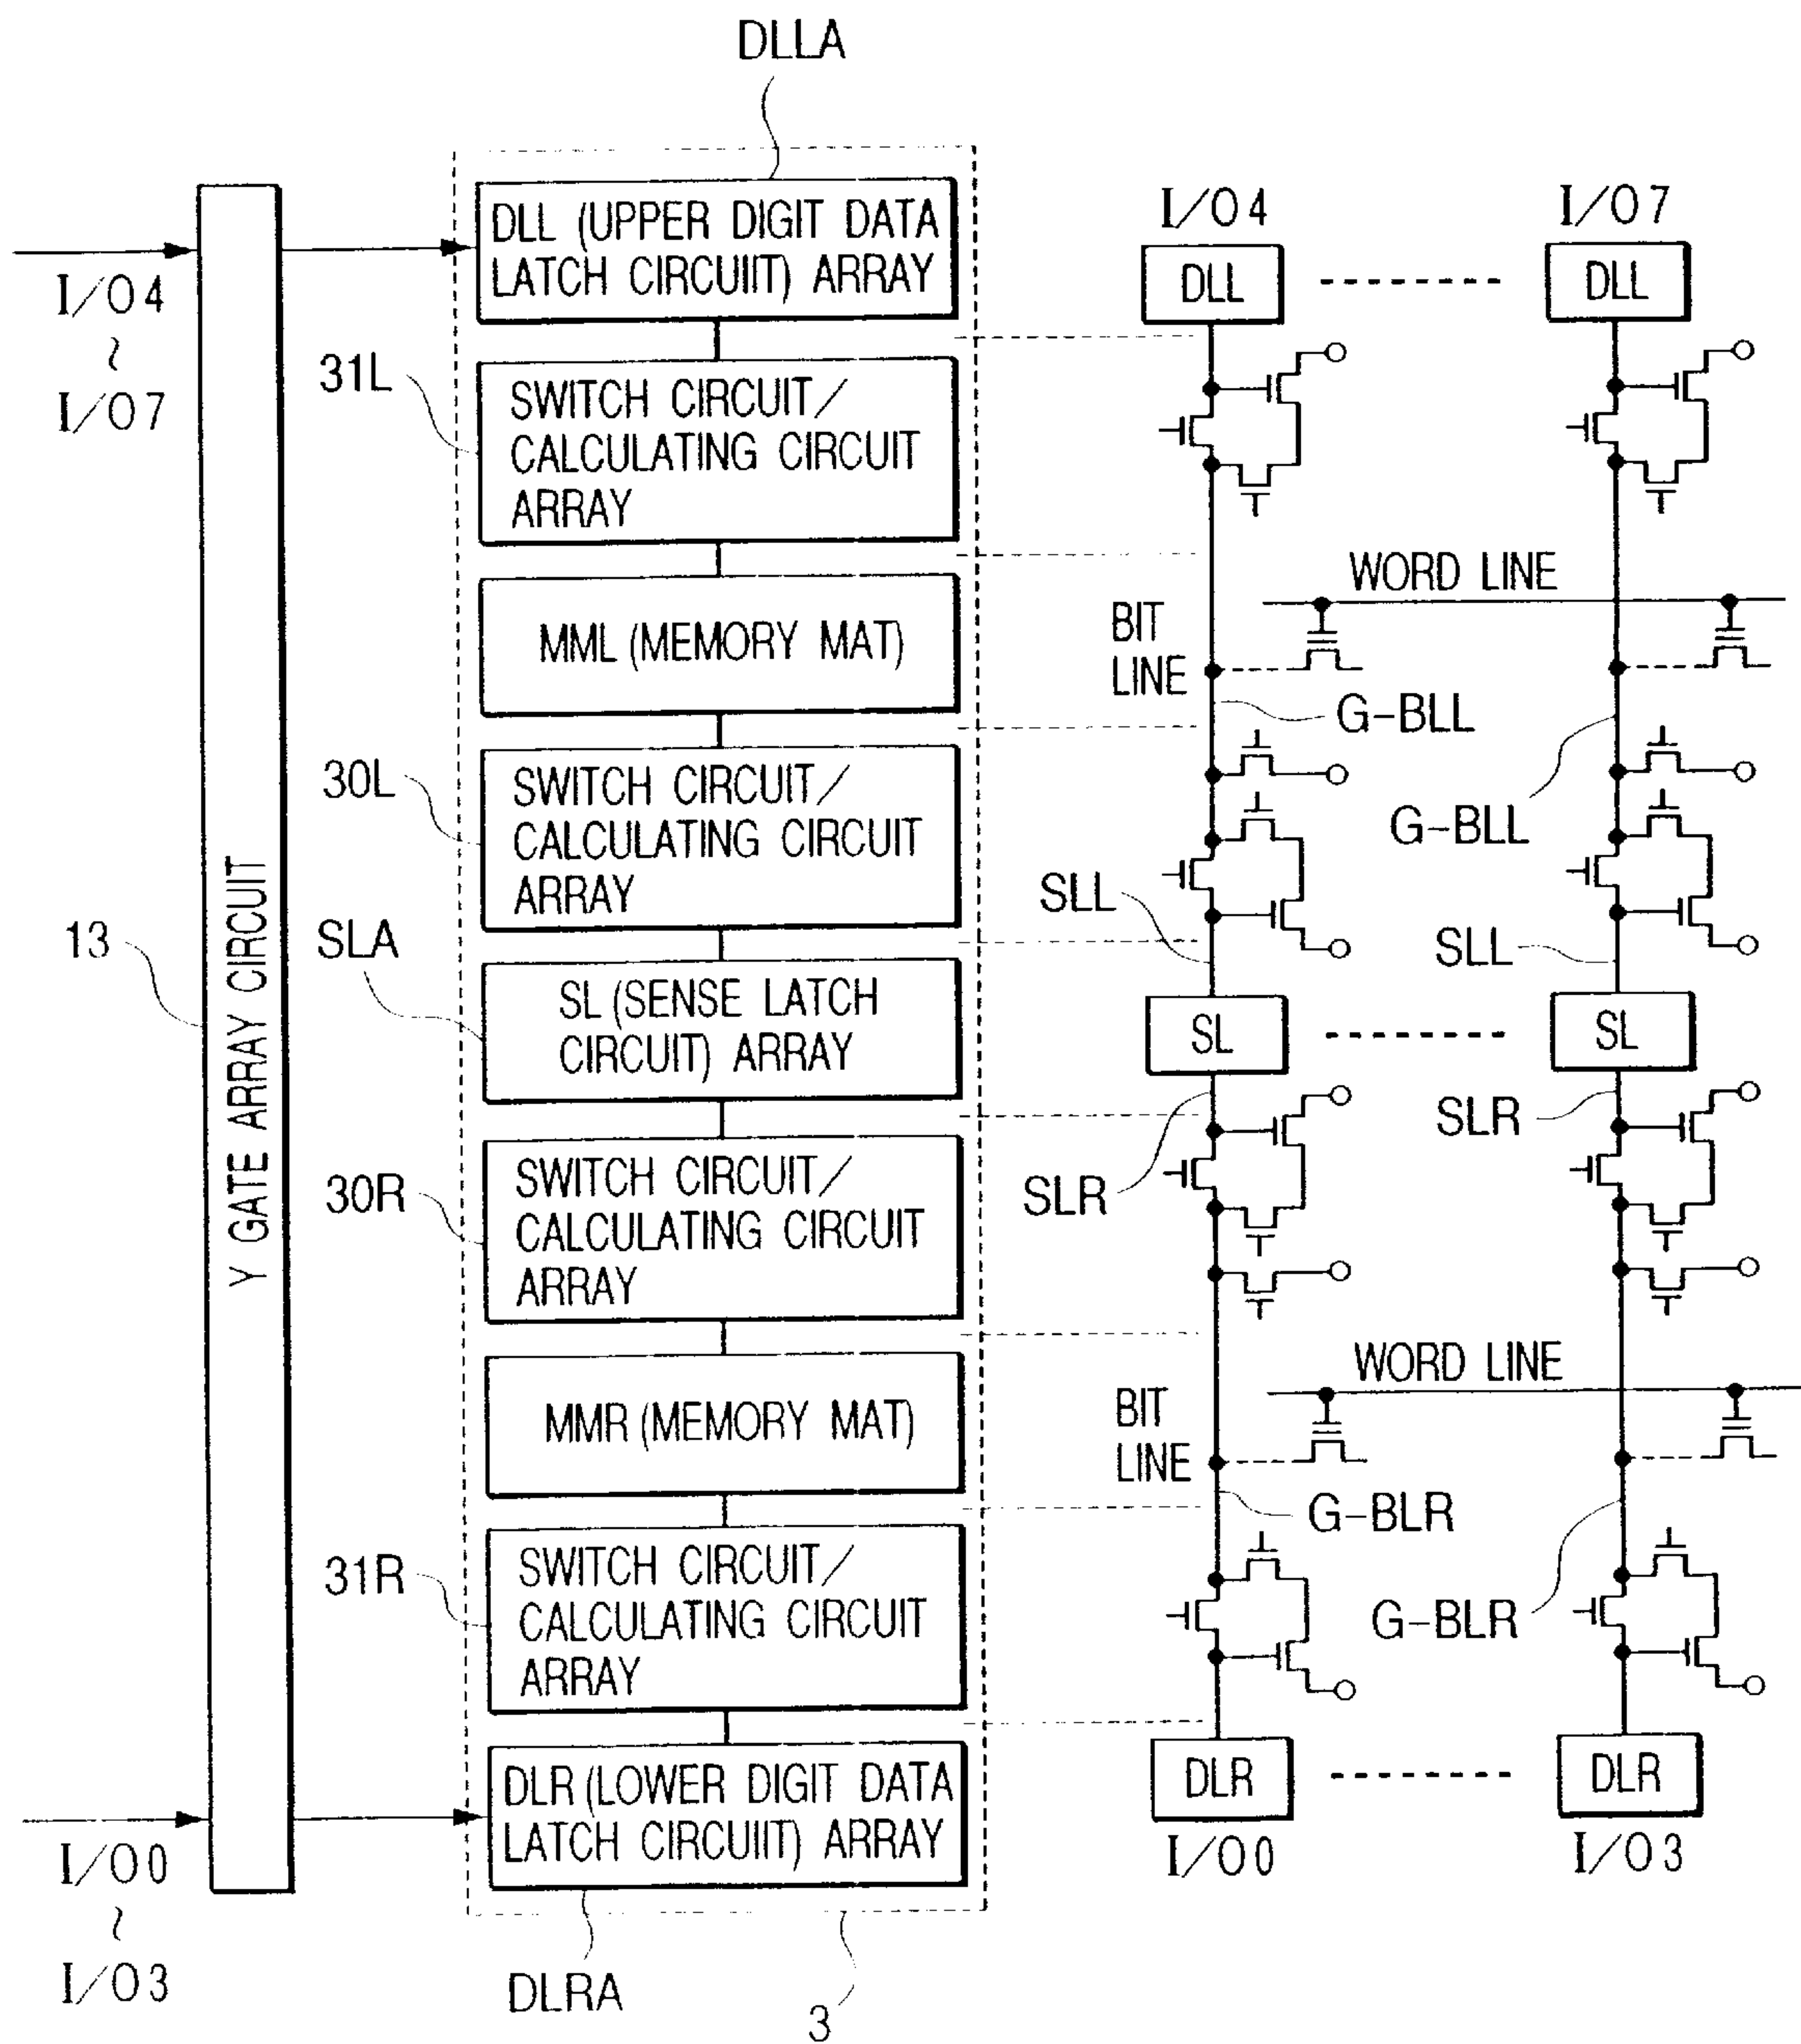 DLLA
I/O4
~
I/O7
13
Y GATE ARRAY CIRCUIT
I/O0
~
I/O3
DLL (UPPER DIGIT DATA
LATCH CIRCUIIT) ARRAY
31L
SWITCH CIRCUIT/
CALCULATING CIRCUIT
ARRAY
MML (MEMORY MAT)
30L
SWITCH CIRCUIT/
CALCULATING CIRCUIT
ARRAY
SLA
SL (SENSE LATCH
CIRCUIT) ARRAY
30R
SWITCH CIRCUIT/
CALCULATING CIRCUIT
ARRAY
MMR (MEMORY MAT)
31R
SWITCH CIRCUIT/
CALCULATING CIRCUIT
ARRAY
DLR (LOWER DIGIT DATA
LATCH CIRCUIIT) ARRAY
DLRA
3
I/O4
I/O7
DLL
DLL
WORD LINE
BIT
LINE
G-BLL
G-BLL
SLL
SLL
SL
SL
SLR
SLR
WORD LINE
BIT
LINE
G-BLR
G-BLR
DLR
DLR
I/O0
I/O3